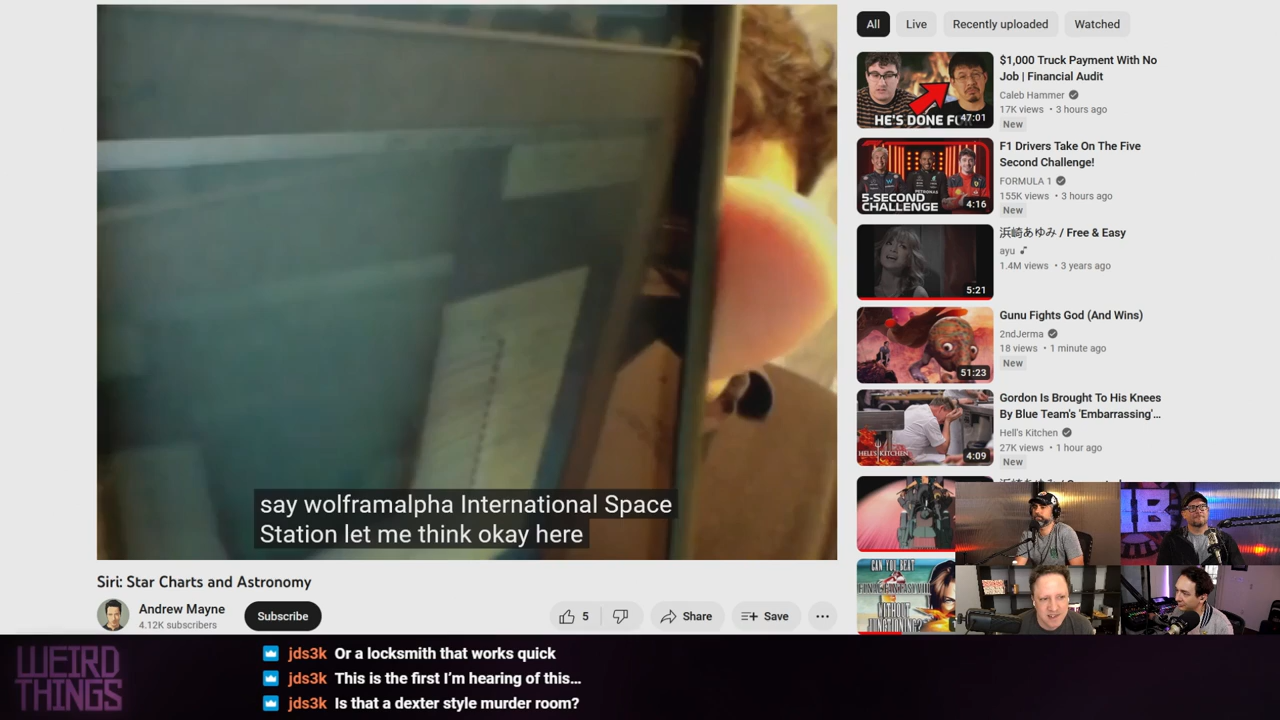 say wolframalpha International Space
Station let me think okay here
Siri: Star Charts and Astronomy
Andrew Mayne
4.12K subscribers
Subscribe
5
Share
Save
All
Live
Recently uploaded
Watched
HE'S DONE FO
47:01
$1,000 Truck Payment With No
Job | Financial Audit
Caleb Hammer
17K views • 3 hours ago
New
5-SECOND
CHALLENGE
4:16
F1 Drivers Take On The Five
Second Challenge!
FORMULA 1
155K views • 3 hours ago
New
5:21
浜崎あゆみ / Free & Easy
ayu
1.4M views • 3 years ago
51:23
Gunu Fights God (And Wins)
2ndJerma
18 views • 1 minute ago
New
HELL'S KITCHEN
4:09
Gordon Is Brought To His Knees
By Blue Team's 'Embarrassing'…
Hell's Kitchen
27K views • 1 hour ago
New
CAN YOU BEAT
WITHOUT
WEIRD
THINGS
jds3k Or a locksmith that works quick
jds3k This is the first I'm hearing of this...
jds3k Is that a dexter style murder room?